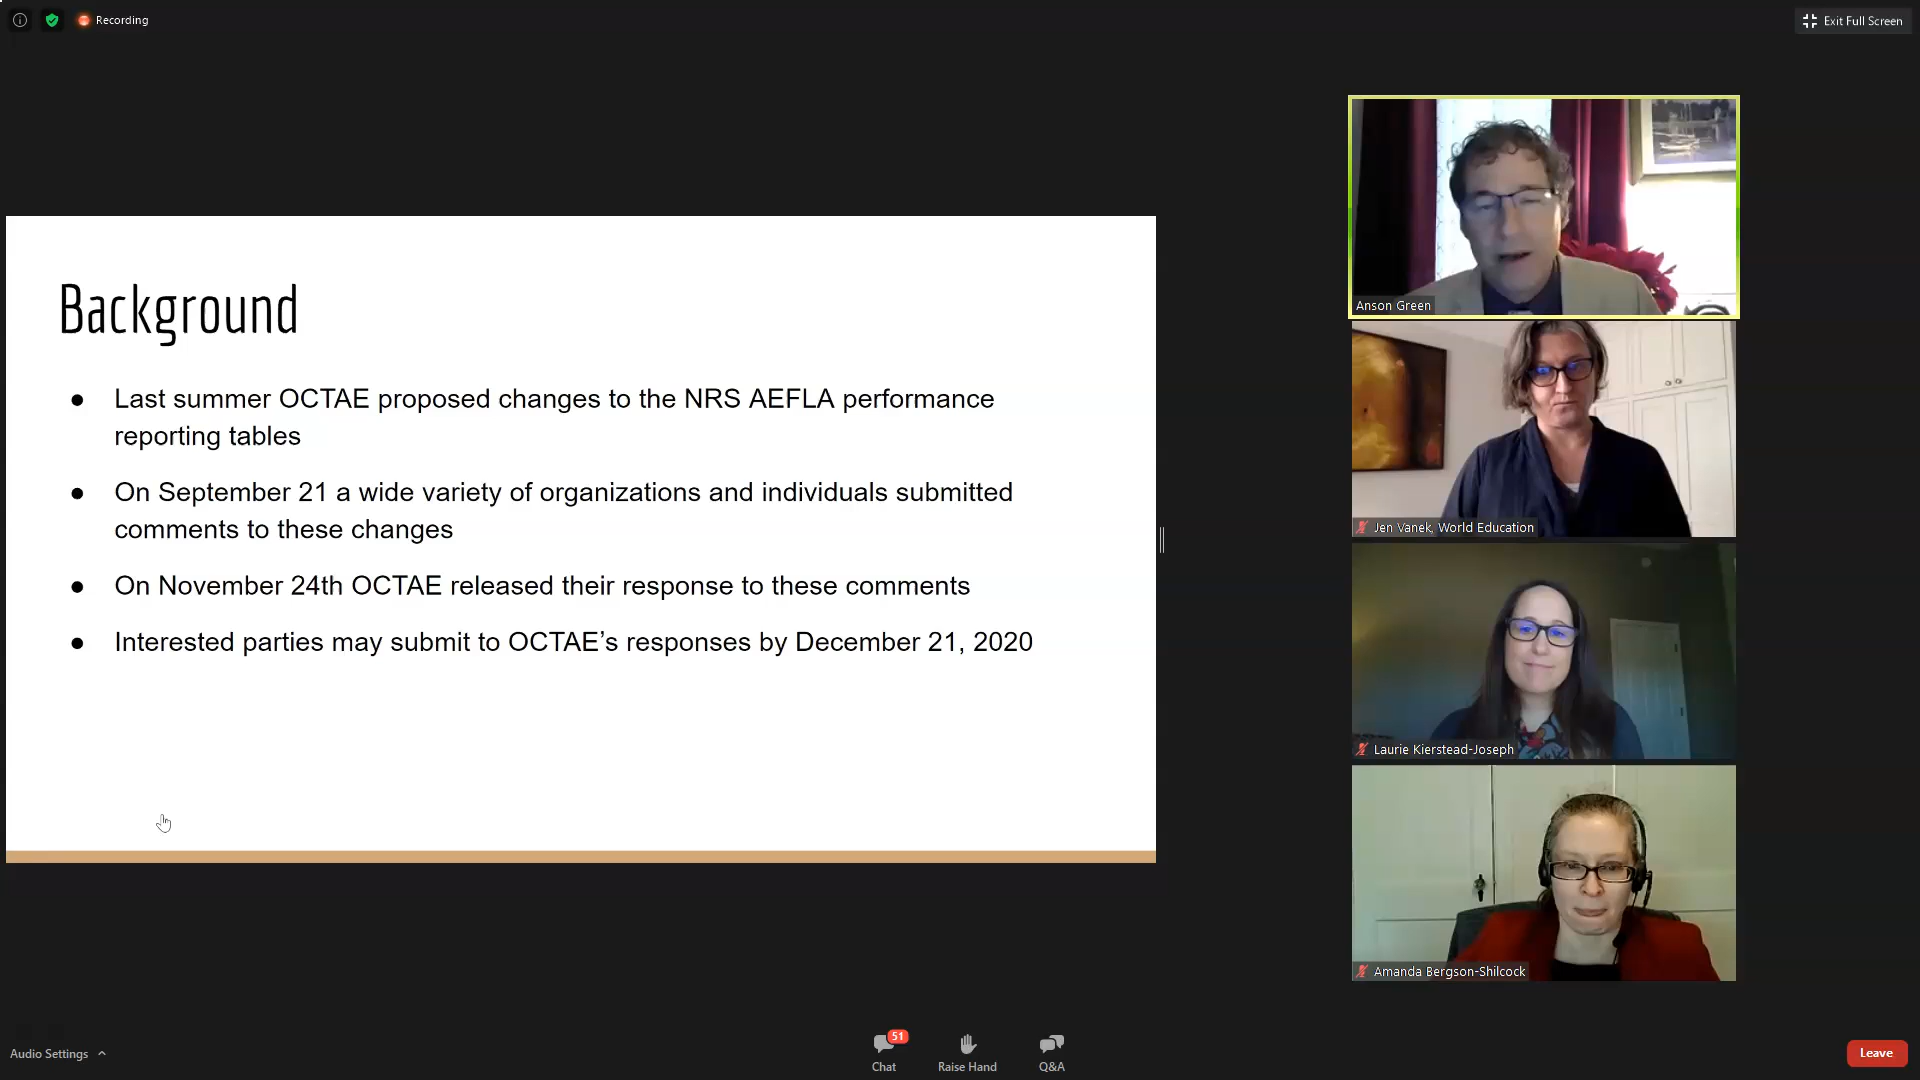 Recording
Exit Full Screen
Background
● Last summer OCTAE proposed changes to the NRS AEFLA performance
reporting tables
● On September 21 a wide variety of organizations and individuals submitted
comments to these changes
● On November 24th OCTAE released their response to these comments
● Interested parties may submit to OCTAE’s responses by December 21, 2020
Anson Green
Jen Vanek, World Education
Laurie Kierstead-Joseph
Amanda Bergson-Shilcock
Audio Settings
51
Chat
Raise Hand
Q&A
Leave